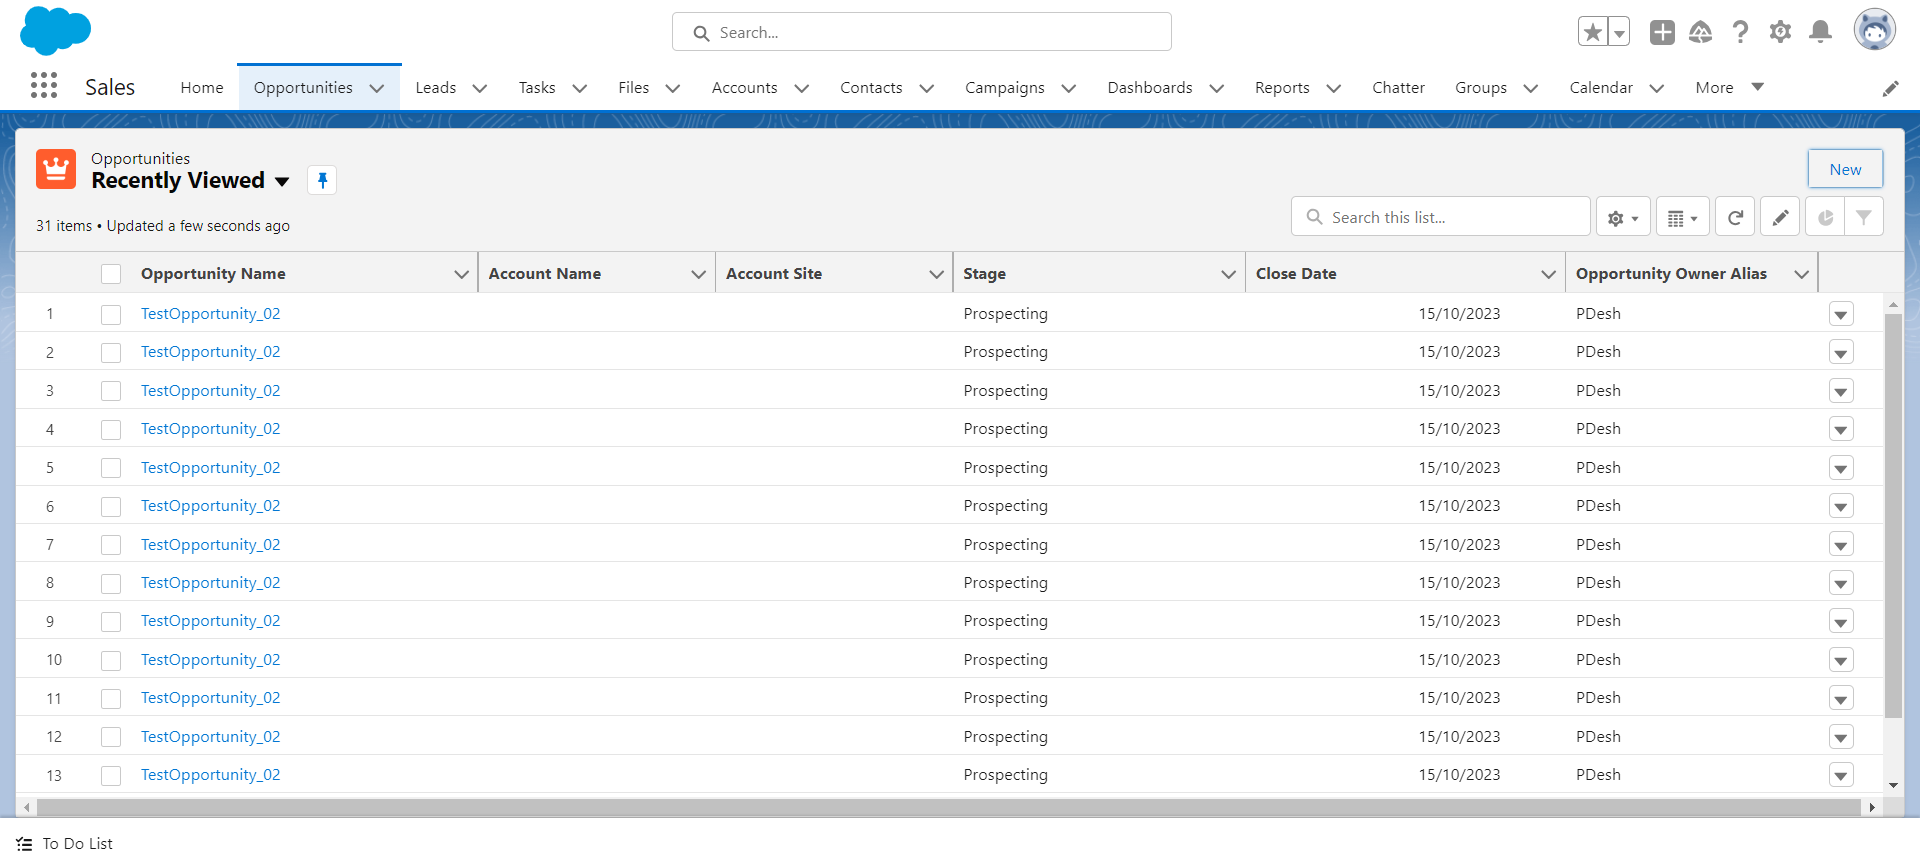 Search...
Sales Home Opportunities Leads Tasks Files Accounts Contacts Campaigns Dashboards Reports Chatter Groups Calendar More
Opportunities
Recently Viewed
New
31 items • Updated a few seconds ago
Search this list...
Opportunity Name Account Name Account Site Stage Close Date Opportunity Owner Alias
1 TestOpportunity_02 Prospecting 15/10/2023 PDesh
2 TestOpportunity_02 Prospecting 15/10/2023 PDesh
3 TestOpportunity_02 Prospecting 15/10/2023 PDesh
4 TestOpportunity_02 Prospecting 15/10/2023 PDesh
5 TestOpportunity_02 Prospecting 15/10/2023 PDesh
6 TestOpportunity_02 Prospecting 15/10/2023 PDesh
7 TestOpportunity_02 Prospecting 15/10/2023 PDesh
8 TestOpportunity_02 Prospecting 15/10/2023 PDesh
9 TestOpportunity_02 Prospecting 15/10/2023 PDesh
10 TestOpportunity_02 Prospecting 15/10/2023 PDesh
11 TestOpportunity_02 Prospecting 15/10/2023 PDesh
12 TestOpportunity_02 Prospecting 15/10/2023 PDesh
13 TestOpportunity_02 Prospecting 15/10/2023 PDesh
To Do List